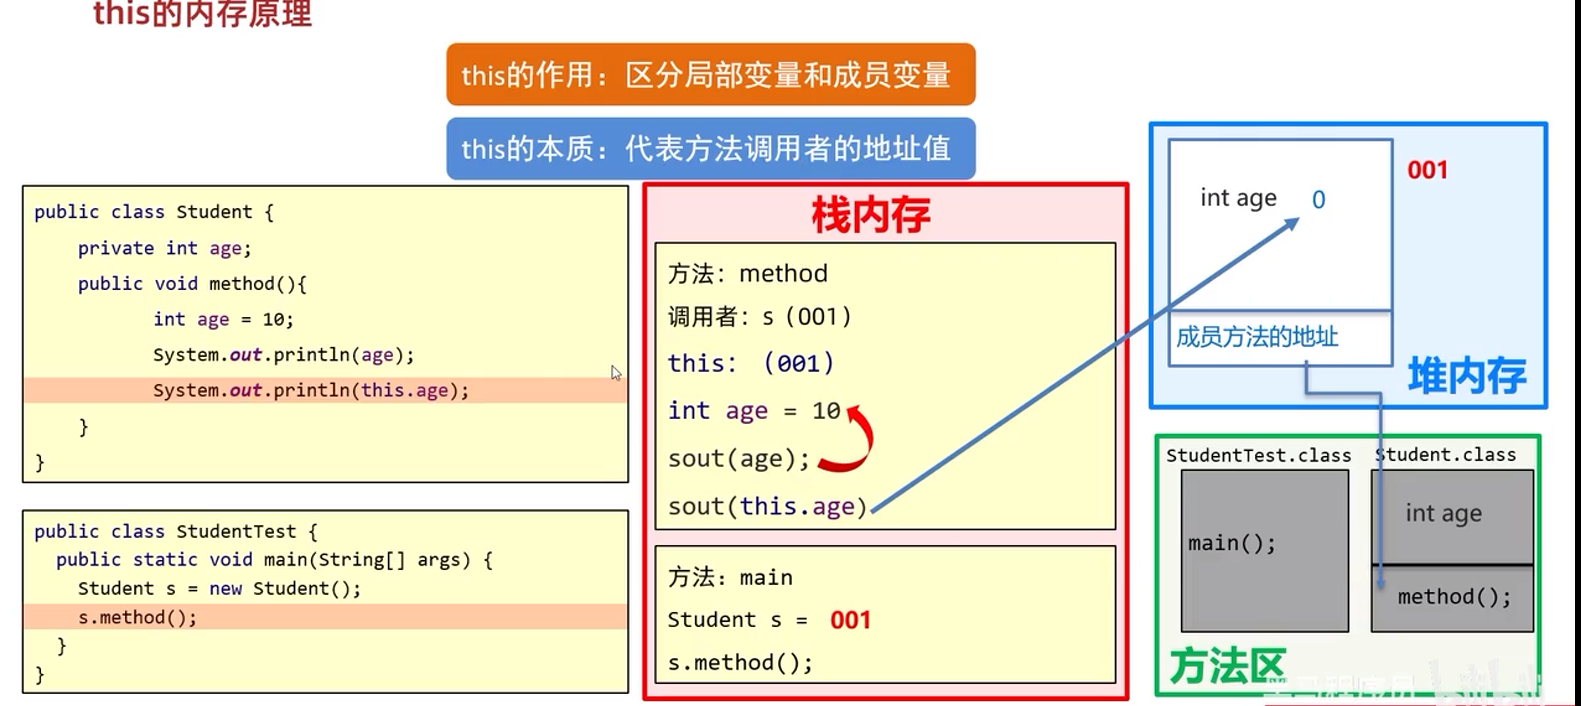 this的内存原理
this的作用：区分局部变量和成员变量
this的本质：代表方法调用者的地址值
public class Student {
private int age;
public void method(){
int age = 10;
System.out.println(age);
System.out.println(this.age);
}
}
public class StudentTest {
public static void main(String[] args) {
Student s = new Student();
s.method();
}
}
栈内存
方法：method
调用者：s（001）
this：（001）
int age = 10
sout(age);
sout(this.age)
方法：main
Student s = 001
s.method();
001
int age 0
成员方法的地址
堆内存
StudentTest.class
main();
Student.class
int age
method();
方法区